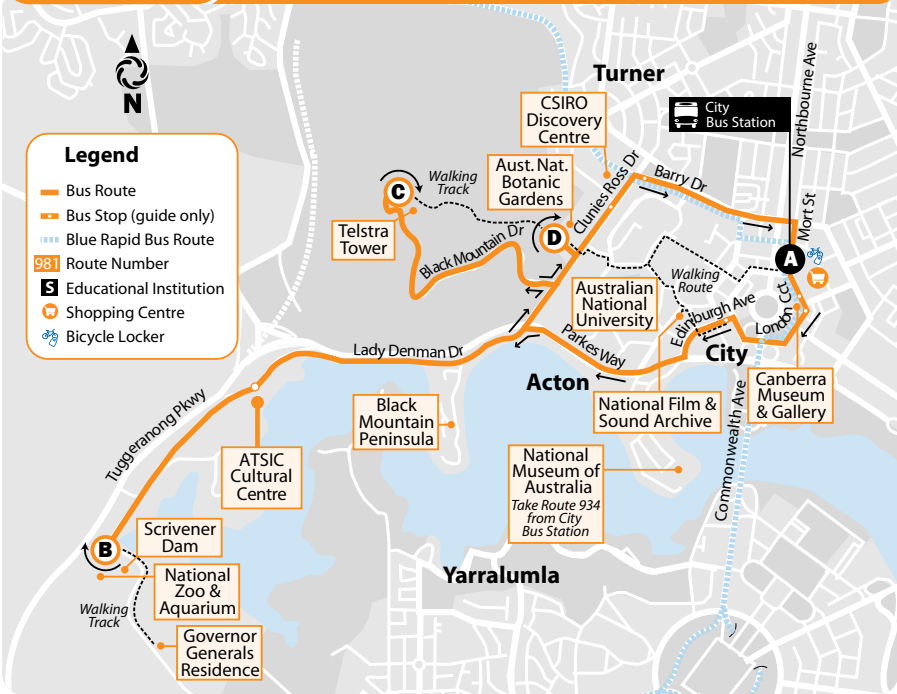 N
Legend
Bus Route
Bus Stop (guide only)
Blue Rapid Bus Route
981 Route Number
S Educational Institution
Shopping Centre
Bicycle Locker
Turner
City
Bus Station
Northbourne Ave
CSIRO
Discovery
Centre
Aust. Nat.
Botanic
Gardens
Clunies Ross Dr
Barry Dr
Mort St
Walking
Track
C
Telstra
Tower
Black Mountain Dr
D
A
Walking
Route
Australian
National
University
Edinburgh Ave
London Cct
City
Parkes Way
Lady Denman Dr
Acton
National Film &
Sound Archive
Canberra
Museum
& Gallery
Commonwealth Ave
Black
Mountain
Peninsula
National
Museum of
Australia
Take Route 934
from City
Bus Station
Tuggeranong Pkwy
ATSIC
Cultural
Centre
B
Scrivener
Dam
National
Zoo &
Aquarium
Walking
Track
Governor
Generals
Residence
Yarralumla